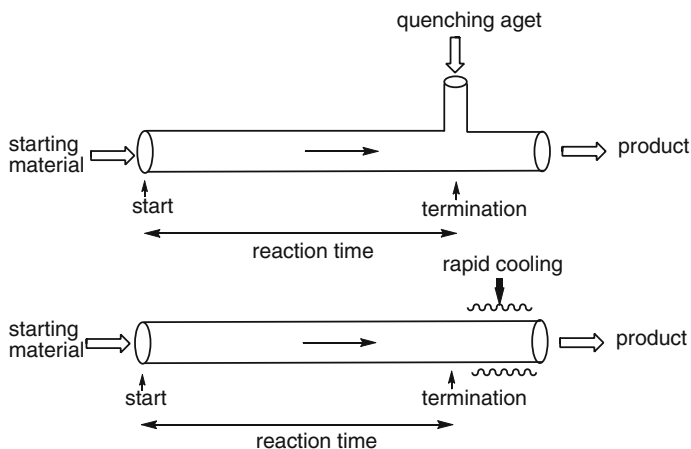 quenching aget
starting
material
product
start
termination
reaction time
rapid cooling
starting
material
product
start
termination
reaction time